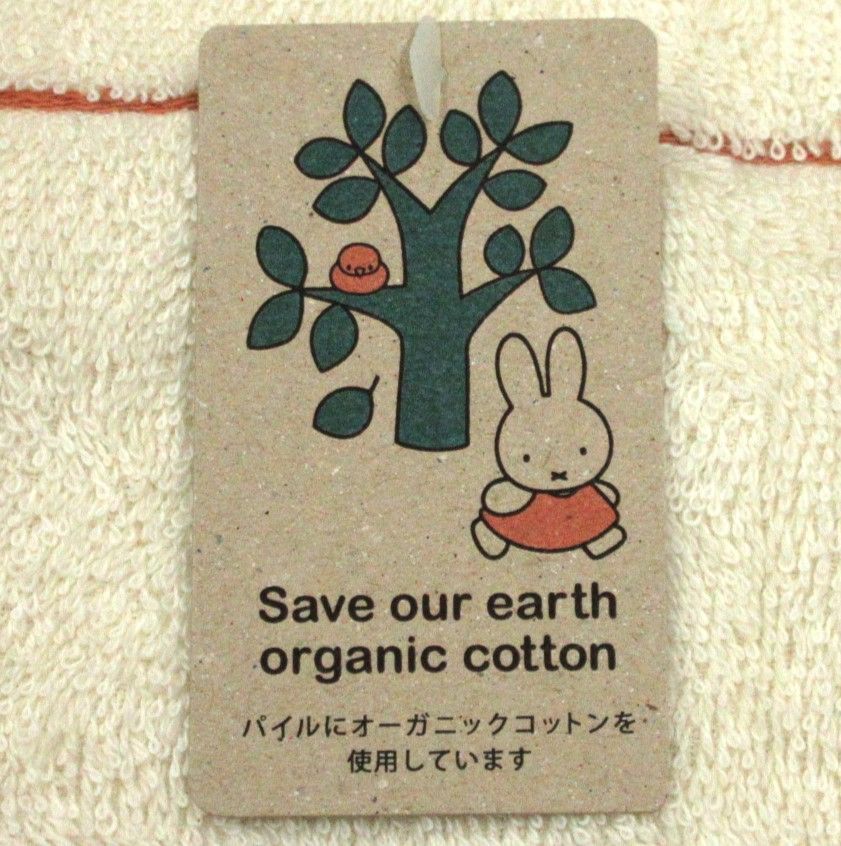 Save our earth
organic cotton
パイルにオーガニックコットンを
使用しています